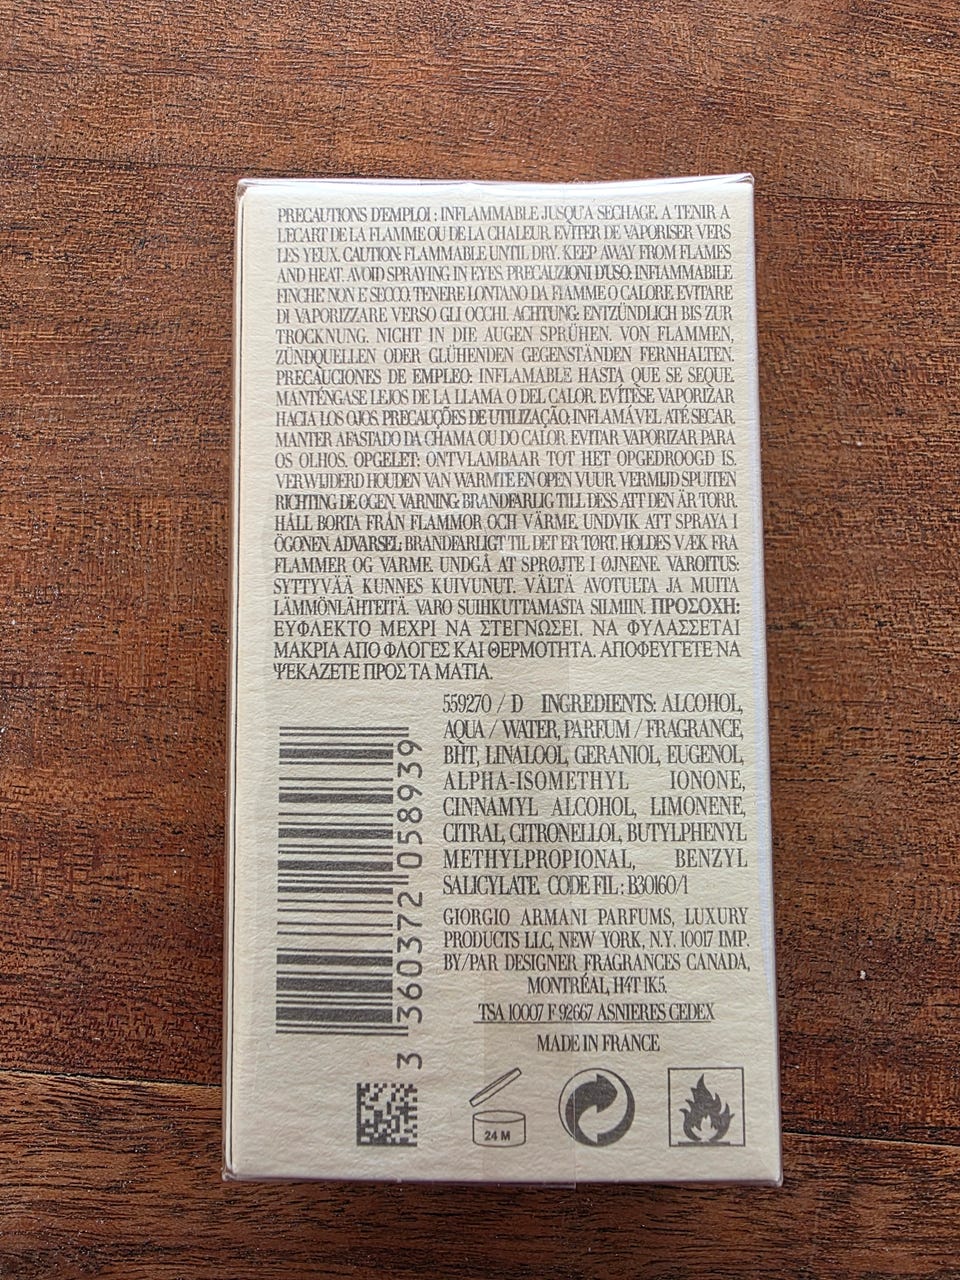 PRECAUTIONS D'EMPLOI : INFLAMMABLE JUSQU'A SECHAGE. A TENIR A
L'ECART DE LA FLAMME OU DE LA CHALEUR. EVITER DE VAPORISER VERS
LES YEUX. CAUTION: FLAMMABLE UNTIL DRY. KEEP AWAY FROM FLAMES
AND HEAT. AVOID SPRAYING IN EYES. PRECAUZIONI D'USO: INFIAMMABILE
FINCHE' NON E' SECCO. TENERE LONTANO DA FIAMME O CALORE. EVITARE
DI VAPORIZZARE VERSO GLI OCCHI. ACHTUNG: ENTZÜNDLICH BIS ZUR
TROCKNUNG. NICHT IN DIE AUGEN SPRÜHEN. VON FLAMMEN,
ZÜNDQUELLEN ODER GLÜHENDEN GEGENSTÄNDEN FERNHALTEN.
PRECAUCIONES DE EMPLEO: INFLAMABLE HASTA QUE SE SEQUE.
MANTÉNGASE LEJOS DE LA LLAMA O DEL CALOR. EVÍTESE VAPORIZAR
HACIA LOS OJOS. PRECAUÇÕES DE UTILIZAÇÃO: INFLAMÁVEL ATÉ SECAR.
MANTER AFASTADO DA CHAMA OU DO CALOR. EVITAR VAPORIZAR PARA
OS OLHOS. OPGELET: ONTVLAMBAAR TOT HET OPGEDROOGD IS.
VERWIJDERD HOUDEN VAN WARMTE EN OPEN VUUR. VERMIJD SPUITEN
RICHTING DE OGEN. VARNING: BRANDFARLIG TILL DESS ATT DEN ÄR TORR.
HÅLL BORTA FRÅN FLAMMOR OCH VÄRME. UNDVIK ATT SPRAYA I
ÖGONEN. ADVARSEL: BRANDFARLIGT TIL DET ER TØRT. HOLDES VÆK FRA
FLAMMER OG VARME. UNDGÅ AT SPRØJTE I ØJNENE. VAROITUS:
SYTTYVÄÄ KUNNES KUIVUNUT. VÄLTÄ AVOTULTA JA MUITA
LÄMMÖNLÄHTEITÄ. VARO SUIHKUTTAMASTA SILMIIN. ΠΡΟΣΟΧΗ:
ΕΥΦΛΕΚΤΟ ΜΕΧΡΙ ΝΑ ΣΤΕΓΝΩΣΕΙ. ΝΑ ΦΥΛΑΣΣΕΤΑΙ
ΜΑΚΡΙΑ ΑΠΟ ΦΛΟΓΕΣ ΚΑΙ ΘΕΡΜΟΤΗΤΑ. ΑΠΟΦΕΥΓΕΤΕ ΝΑ
ΨΕΚΑΖΕΤΕ ΠΡΟΣ ΤΑ ΜΑΤΙΑ.
559270 / D INGREDIENTS: ALCOHOL,
AQUA / WATER, PARFUM / FRAGRANCE,
BHT, LINALOOL, GERANIOL, EUGENOL,
ALPHA-ISOMETHYL IONONE,
CINNAMYL ALCOHOL, LIMONENE,
CITRAL, CITRONELLOL, BUTYLPHENYL
METHYLPROPIONAL, BENZYL
SALICYLATE CODE FIL : B30160/1
GIORGIO ARMANI PARFUMS, LUXURY
PRODUCTS LLC, NEW YORK, N.Y. 10017 IMP.
BY/PAR DESIGNER FRAGRANCES CANADA,
MONTRÉAL, H4T 1K5.
TSA 10007 F 92667 ASNIERES CEDEX
MADE IN FRANCE
3 360372 058939
24 M